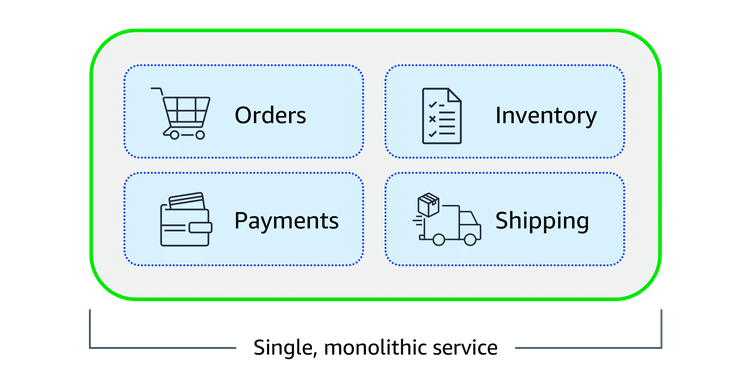 Orders
Inventory
Payments
Shipping
Single, monolithic service